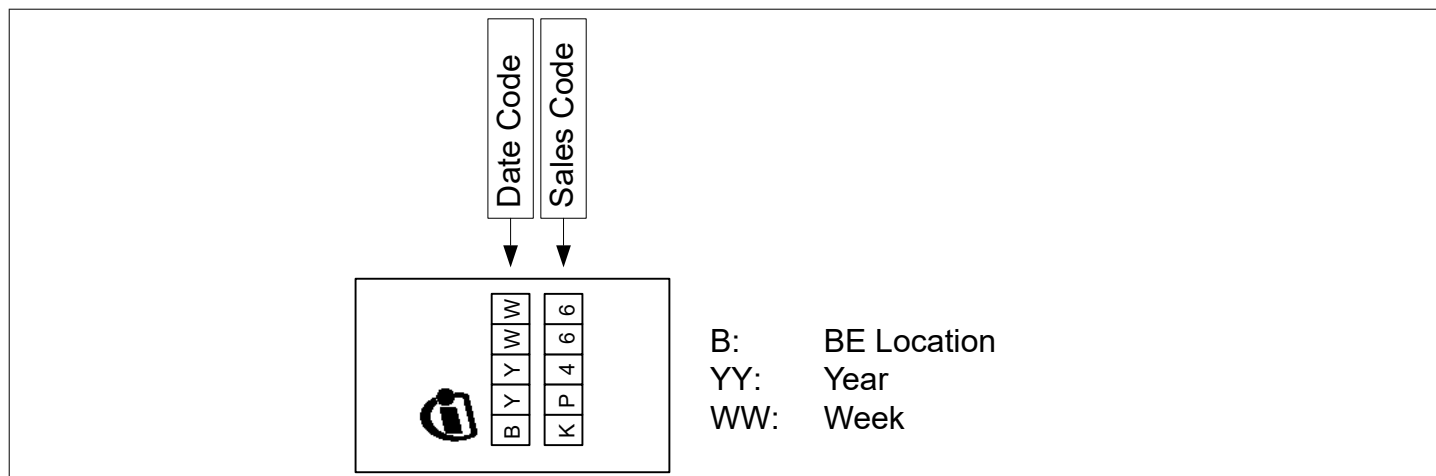 Date Code
Sales Code
BYYWW
KP466
B: BE Location
YY: Year
WW: Week